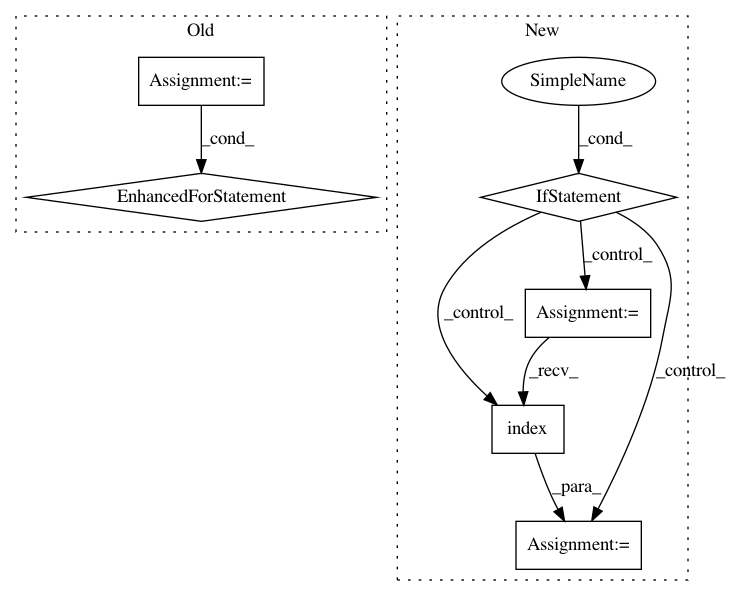 Old
New
Assignment:=
SimpleName
_cond_
_cond_
EnhancedForStatement
IfStatement
_control_
Assignment:=
_control_
_control_
_recv_
index
_para_
Assignment:=